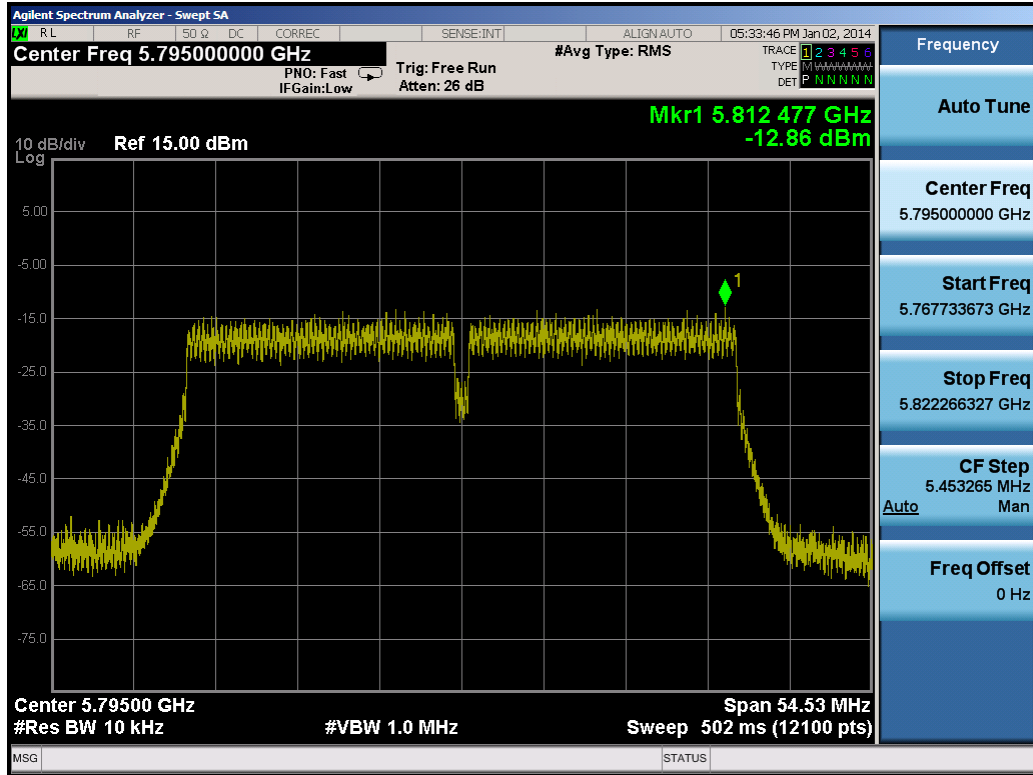 Agilent Spectrum Analyzer - Swept SA
LXI RL RF 50 Ω DC CORREC SENSE:INT ALIGN AUTO 05:33:46 PM Jan 02, 2014
Center Freq 5.795000000 GHz
PNO: Fast
IFGain:Low
Trig: Free Run
Atten: 26 dB
#Avg Type: RMS
TRACE 1 2 3 4 5 6
TYPE M WWWWW
DET P N N N N N
Mkr1 5.812 477 GHz
-12.86 dBm
10 dB/div
Log
Ref 15.00 dBm
5.00
-5.00
-15.0
-25.0
-35.0
-45.0
-55.0
-65.0
-75.0
1
Center 5.79500 GHz
#Res BW 10 kHz
#VBW 1.0 MHz
Span 54.53 MHz
Sweep 502 ms (12100 pts)
MSG
STATUS
Frequency
Auto Tune
Center Freq
5.795000000 GHz
Start Freq
5.767733673 GHz
Stop Freq
5.822266327 GHz
CF Step
5.453265 MHz
Auto Man
Freq Offset
0 Hz